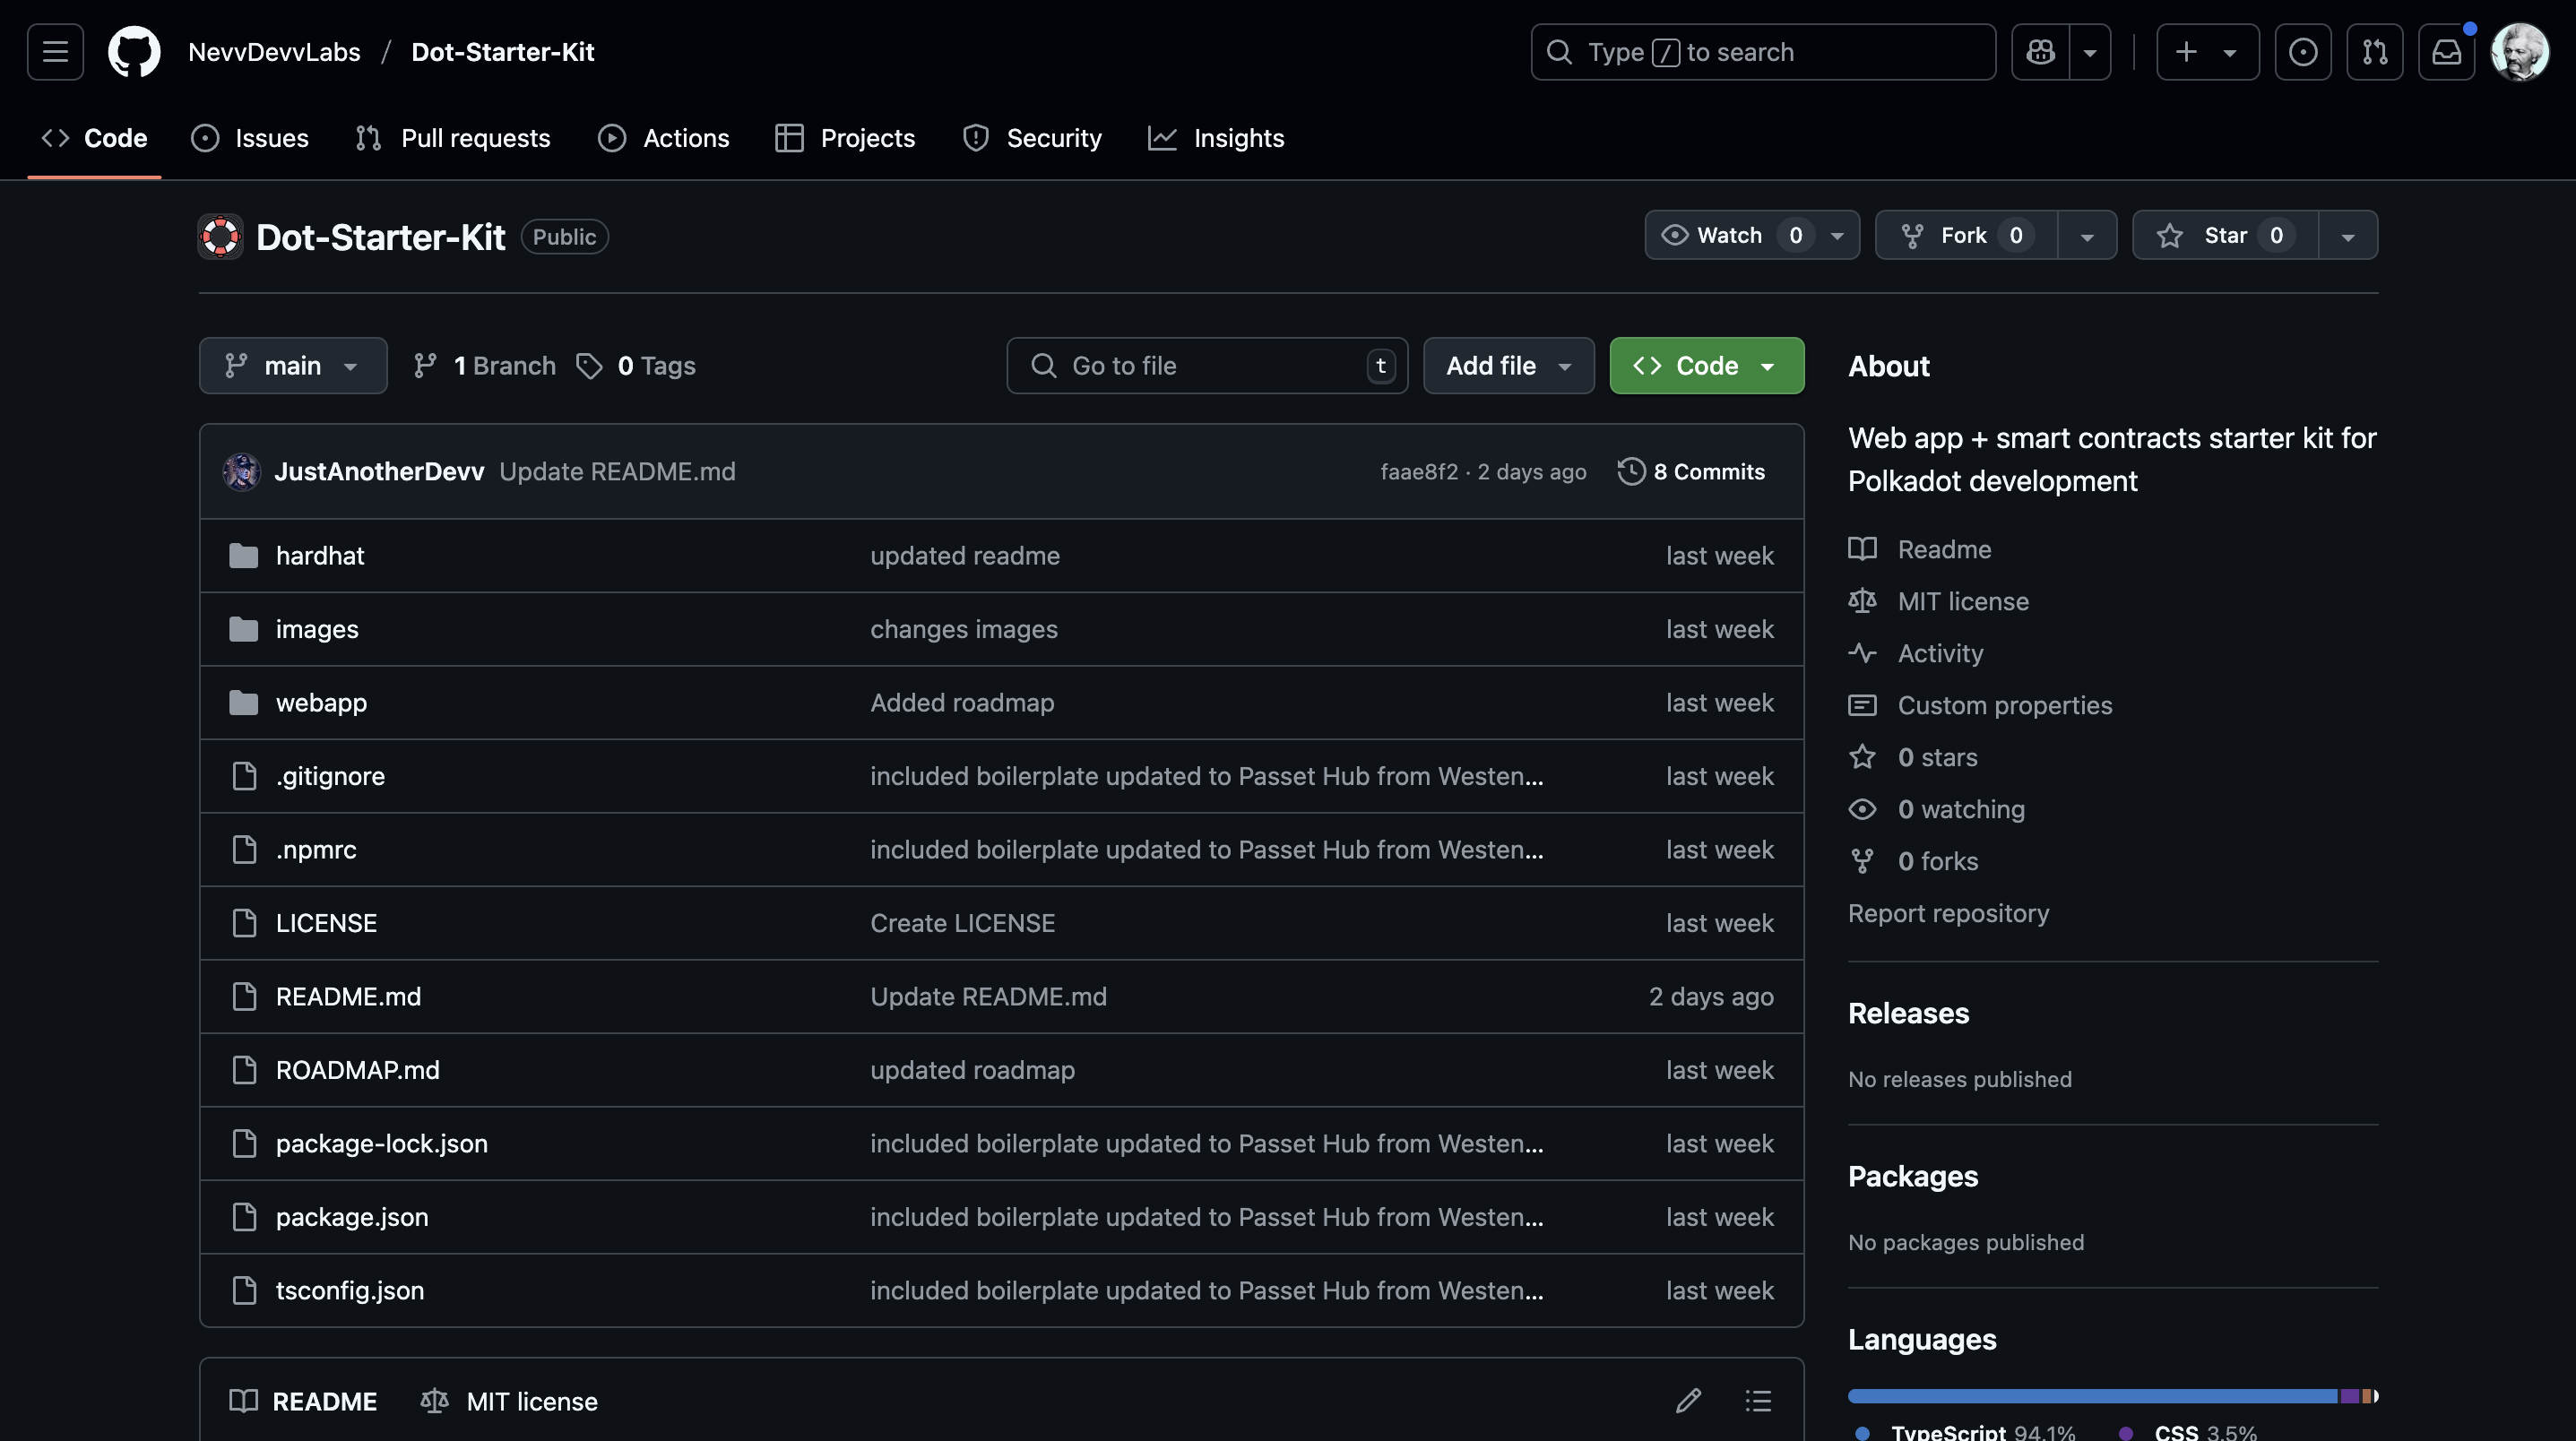 NevvDevvLabs / Dot-Starter-Kit
Type / to search
Code Issues Pull requests Actions Projects Security Insights
Dot-Starter-Kit Public
Watch 0 Fork 0 Star 0
main 1 Branch 0 Tags Go to file t Add file Code
JustAnotherDevv Update README.md faae8f2 · 2 days ago 8 Commits
hardhat updated readme last week
images changes images last week
webapp Added roadmap last week
.gitignore included boilerplate updated to Passet Hub from Westen... last week
.npmrc included boilerplate updated to Passet Hub from Westen... last week
LICENSE Create LICENSE last week
README.md Update README.md 2 days ago
ROADMAP.md updated roadmap last week
package-lock.json included boilerplate updated to Passet Hub from Westen... last week
package.json included boilerplate updated to Passet Hub from Westen... last week
tsconfig.json included boilerplate updated to Passet Hub from Westen... last week
README MIT license
About
Web app + smart contracts starter kit for
Polkadot development
Readme
MIT license
Activity
Custom properties
0 stars
0 watching
0 forks
Report repository
Releases
No releases published
Packages
No packages published
Languages
TypeScript 94.1% CSS 3.5%